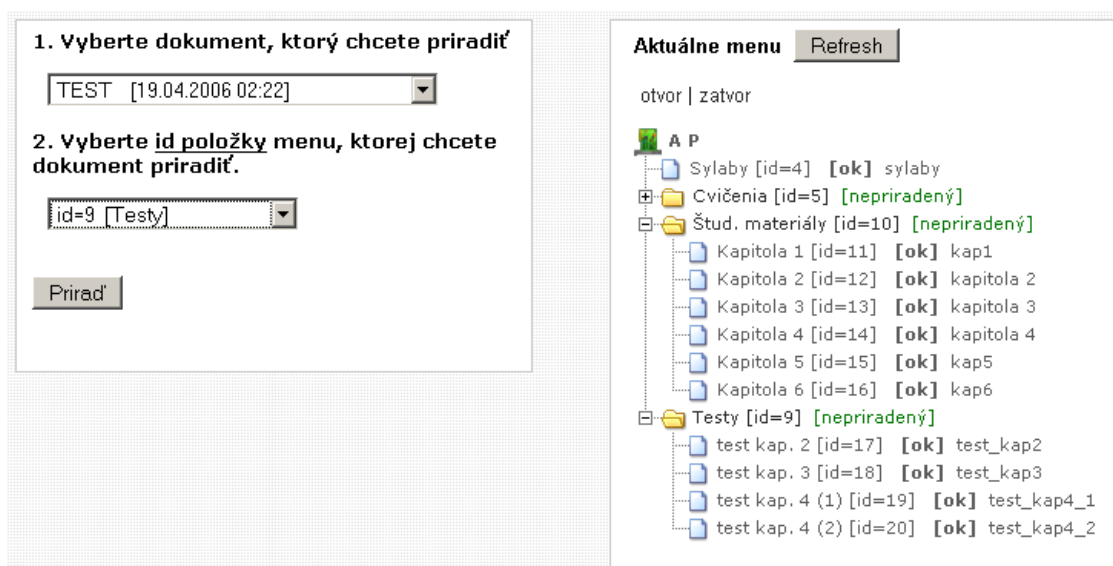 1. Vyberte dokument, ktorý chcete priradiť
TEST [19.04.2006 02:22]
2. Vyberte id položky menu, ktorej chcete
dokument priradiť.
id=9 [Testy]
Priraď
Aktuálne menu Refresh
otvor | zatvor
A P
Sylaby [id=4] [ok] sylaby
Cvičenia [id=5] [nepriradený]
Štud. materiály [id=10] [nepriradený]
Kapitola 1 [id=11] [ok] kap1
Kapitola 2 [id=12] [ok] kapitola 2
Kapitola 3 [id=13] [ok] kapitola 3
Kapitola 4 [id=14] [ok] kapitola 4
Kapitola 5 [id=15] [ok] kap5
Kapitola 6 [id=16] [ok] kap6
Testy [id=9] [nepriradený]
test kap. 2 [id=17] [ok] test_kap2
test kap. 3 [id=18] [ok] test_kap3
test kap. 4 (1) [id=19] [ok] test_kap4_1
test kap. 4 (2) [id=20] [ok] test_kap4_2